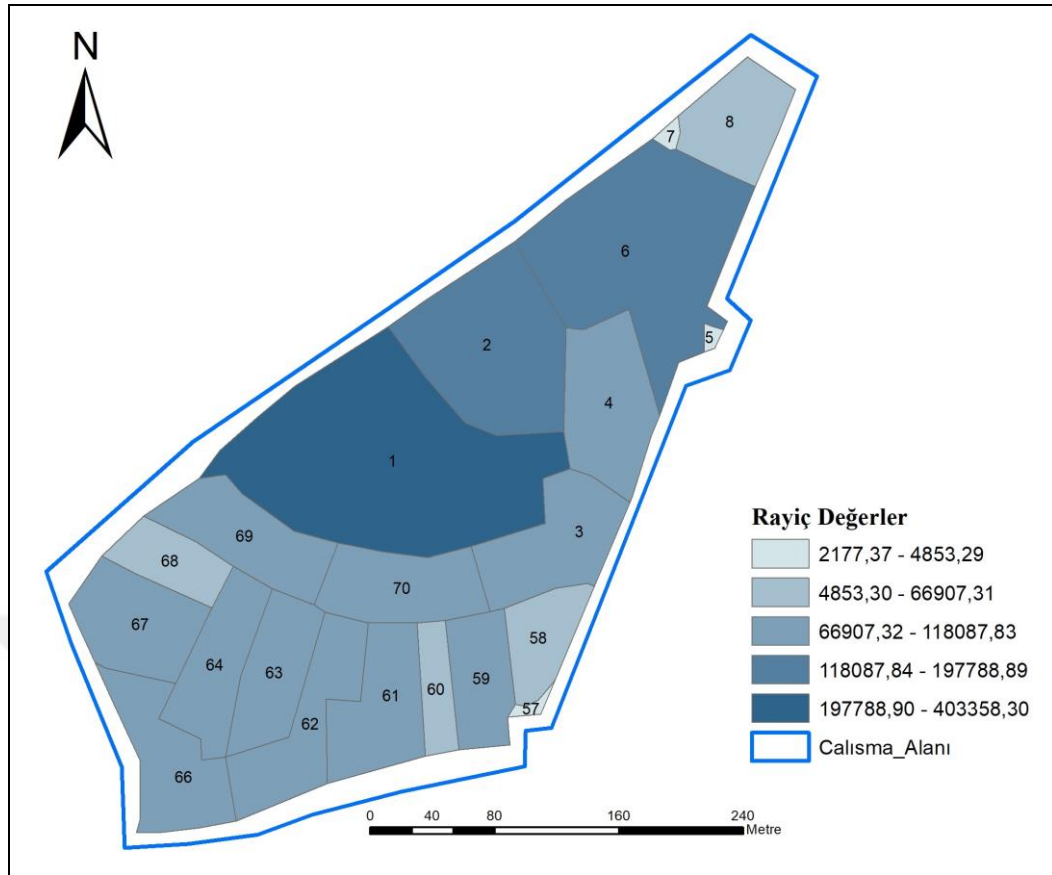 N
8
7
6
5
2
4
1
3
69
68
70
67
58
64
63
61
60
59
62
57
66
Rayiç Değerler
2177,37 - 4853,29
4853,30 - 66907,31
66907,32 - 118087,83
118087,84 - 197788,89
197788,90 - 403358,30
Calısma_Alanı
0 40 80 160 240
Metre